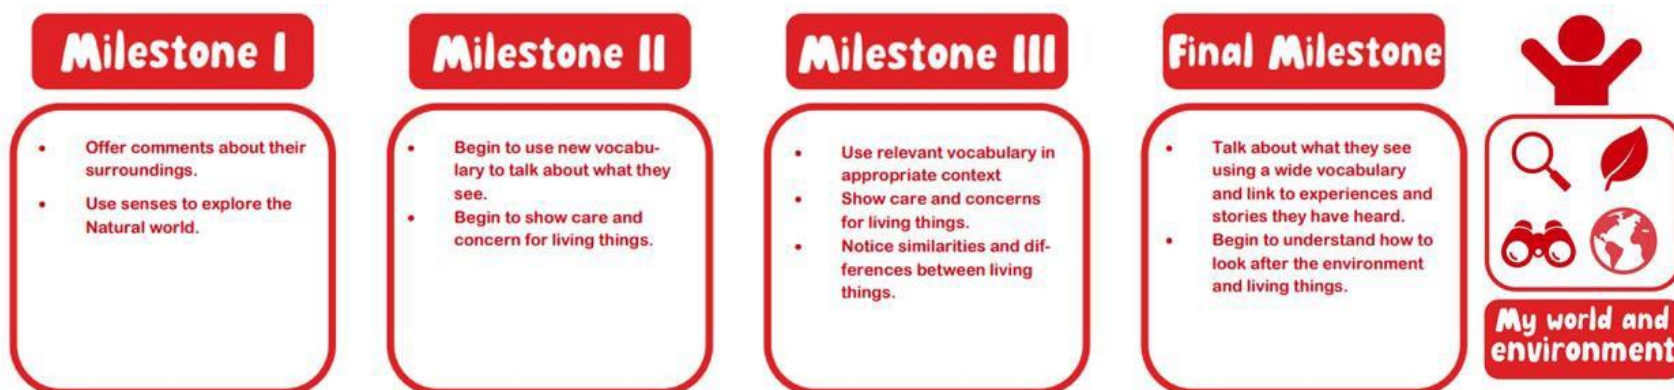 Milestone I
• Offer comments about their
surroundings.
• Use senses to explore the
Natural world.
Milestone II
• Begin to use new vocabu-
lary to talk about what they
see.
• Begin to show care and
concern for living things.
Milestone III
• Use relevant vocabulary in
appropriate context
• Show care and concerns
for living things.
• Notice similarities and dif-
ferences between living
things.
Final Milestone
• Talk about what they see
using a wide vocabulary
and link to experiences and
stories they have heard.
• Begin to understand how to
look after the environment
and living things.
My world and
environment